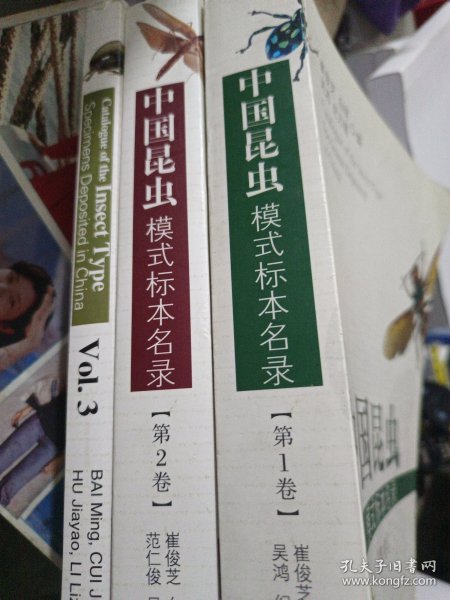 Catalogue of the Insect Type
Specimens Deposited in China
Vol. 3
BAI Ming, CUI J
HU Jiayao, LI Li
中国昆虫
模式标本名录
【第2卷】
崔俊芝
范仁俊
中国昆虫
模式标本名录
【第1卷】
崔俊芝
吴鸿
国昆虫
孔夫子旧书网